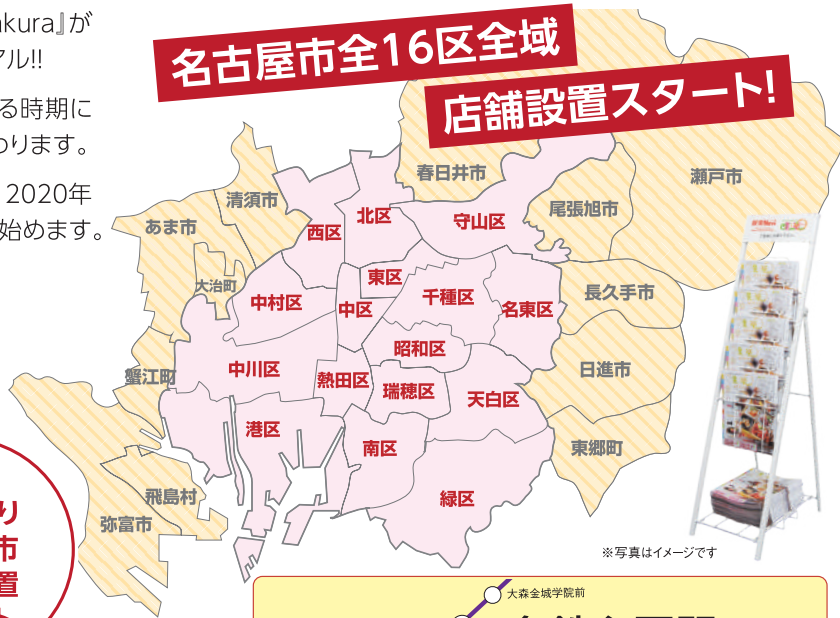 akura』が
アル!!
る時期に
わります。
2020年
始めます。
名古屋市全16区全域
店舗設置スタート!
春日井市
瀬戸市
清須市
尾張旭市
あま市
北区
西区
守山区
大治町
東区
中村区
中区
千種区
名東区
長久手市
昭和区
蟹江町
中川区
熱田区
瑞穂区
天白区
日進市
港区
南区
東郷町
緑区
飛島村
弥富市
り
市
置
※写真はイメージです
大森金城学院前